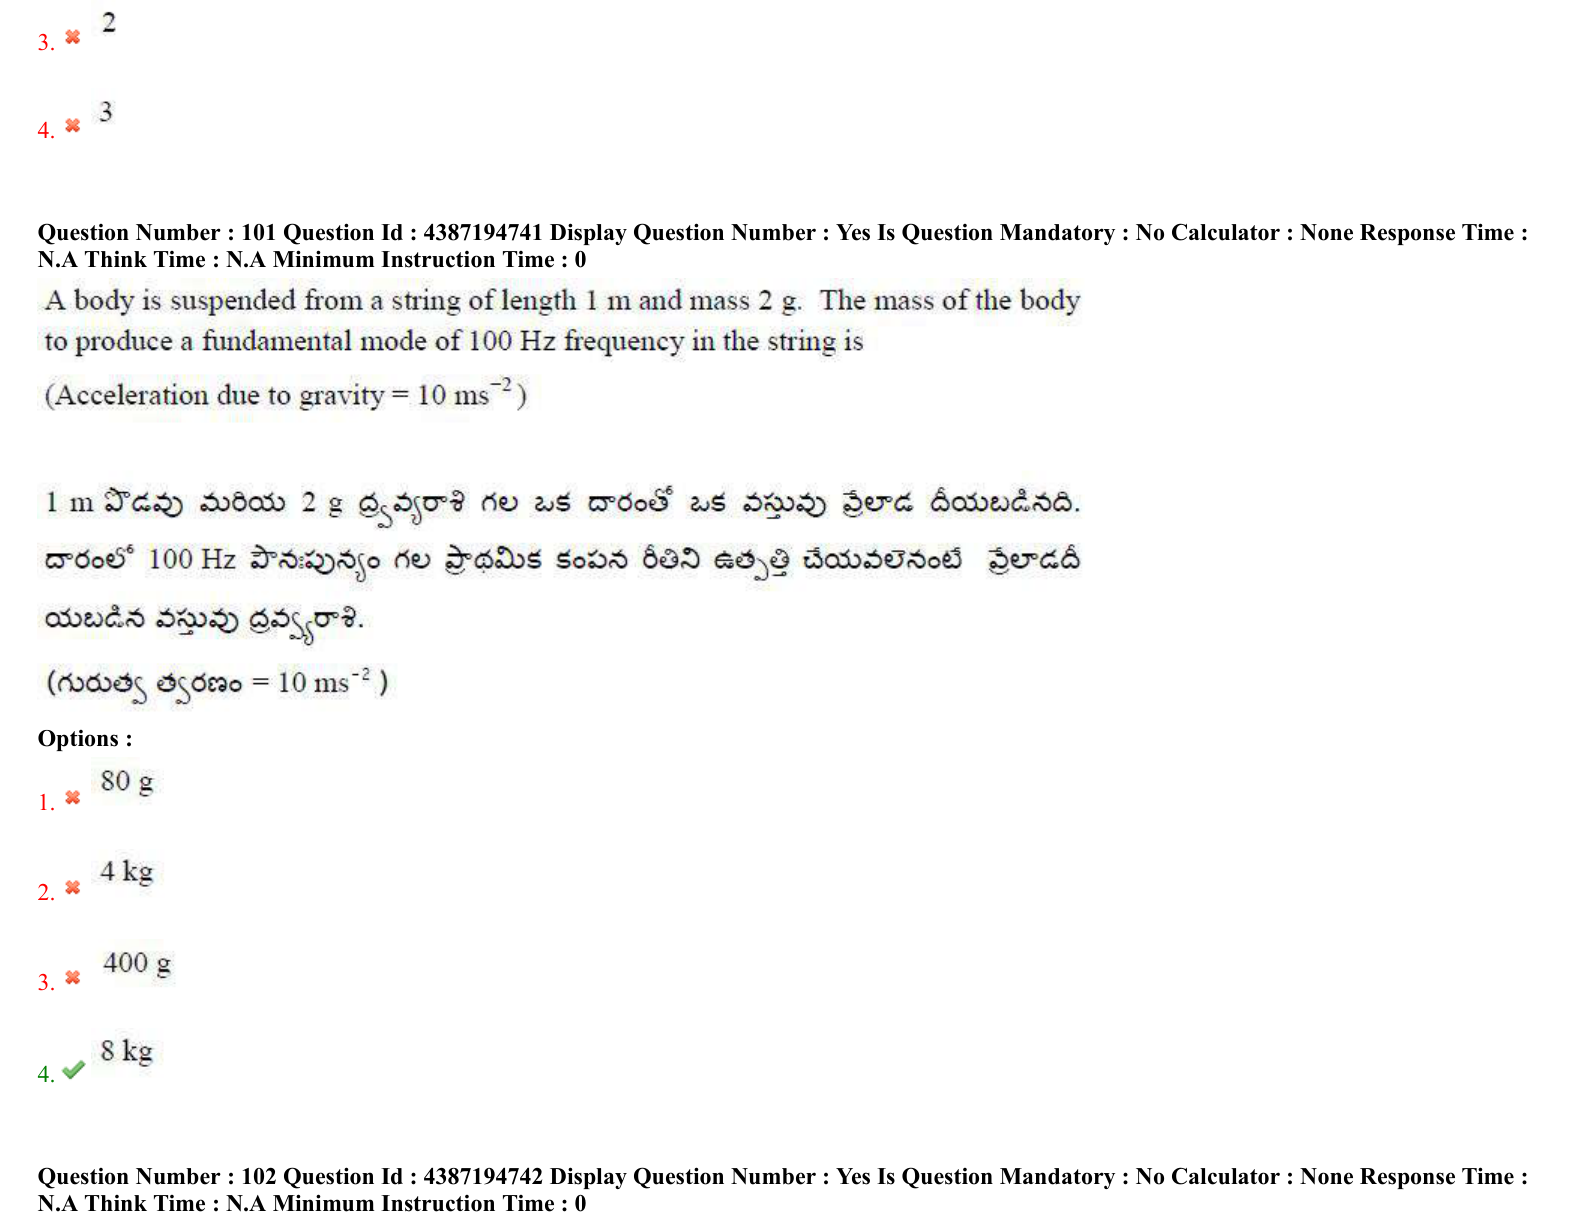 2
3.
3
4.
Question Number : 101 Question Id : 4387194741 Display Question Number : Yes Is Question Mandatory : No Calculator : None Response Time :
N.A Think Time : N.A Minimum Instruction Time : 0
A body is suspended from a string of length 1 m and mass 2 g. The mass of the body
to produce a fundamental mode of 100 Hz frequency in the string is
(Acceleration due to gravity = 10 ms⁻²)
1 m పొడవు మరియ 2 g ద్ర్వవ్యరాశి గల ఒక దారంతో ఒక వస్తువు వ్రేలాడ దీయబడినది.
దారంలో 100 Hz పౌనఃపున్యం గల ప్రాథమిక కంపన రీతిని ఉత్పత్తి చేయవలెనంటే వ్రేలాడదీ
యబడిన వస్తువు ద్రవ్వ్యరాశి.
(గురుత్వ త్వరణం = 10 ms⁻² )
Options :
80 g
1.
4 kg
2.
400 g
3.
8 kg
4.
Question Number : 102 Question Id : 4387194742 Display Question Number : Yes Is Question Mandatory : No Calculator : None Response Time :
N.A Think Time : N.A Minimum Instruction Time : 0